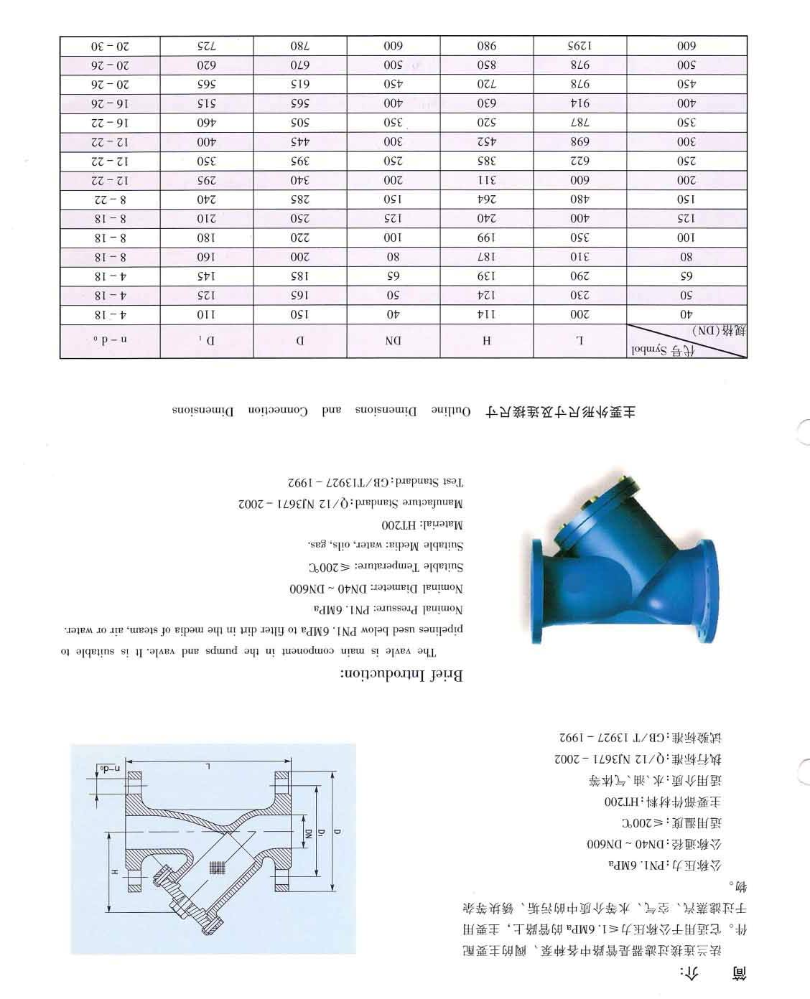 简 介:
法兰连接过滤器是管路中各种泵、阀的主要配
件。它适用于公称压力≤1.6MPa的管路上，主要用
于过滤蒸汽、空气、水等介质中的污垢、锈块等杂
物。
公称压力:PN1.6MPa
公称通径:DN40~DN600
适用温度:≤200℃
主要部件材料:HT200
适用介质:水、油、气体等
执行标准:Q/12 NJ3671-2002
试验标准:GB/T 13927-1992
H
D
D₁
DN
L
n-d₀
Brief Introduction:
The vavle is main component in the pumps and vavle. It is suitable to
pipelines used below PN1.6MPa to filter dirt in the media of steam, air or water.
Nominal Pressure: PN1.6MPa
Nominal Diameter: DN40~DN600
Suitable Temperature: ≤200℃
Suitable Media: water, oils, gas.
Material: HT200
Manufacture Standard:Q/12 NJ3671-2002
Test Standard:GB/T13927-1992
主要外形尺寸及连接尺寸 Outline Dimensions and Connection Dimensions
代号 Symbol
规格(DN) L H DN D D₁ n-d₀
40 200 114 40 150 110 4-18
50 230 124 50 165 125 4-18
65 290 139 65 185 145 4-18
80 310 187 80 200 160 8-18
100 350 199 100 220 180 8-18
125 400 240 125 250 210 8-18
150 480 264 150 285 240 8-22
200 600 311 200 340 295 12-22
250 622 385 250 395 350 12-22
300 698 452 300 445 400 12-22
350 787 520 350 505 460 16-22
400 914 630 400 565 515 16-26
450 978 720 450 615 565 20-26
500 978 850 500 670 620 20-26
600 1295 980 600 780 725 20-30